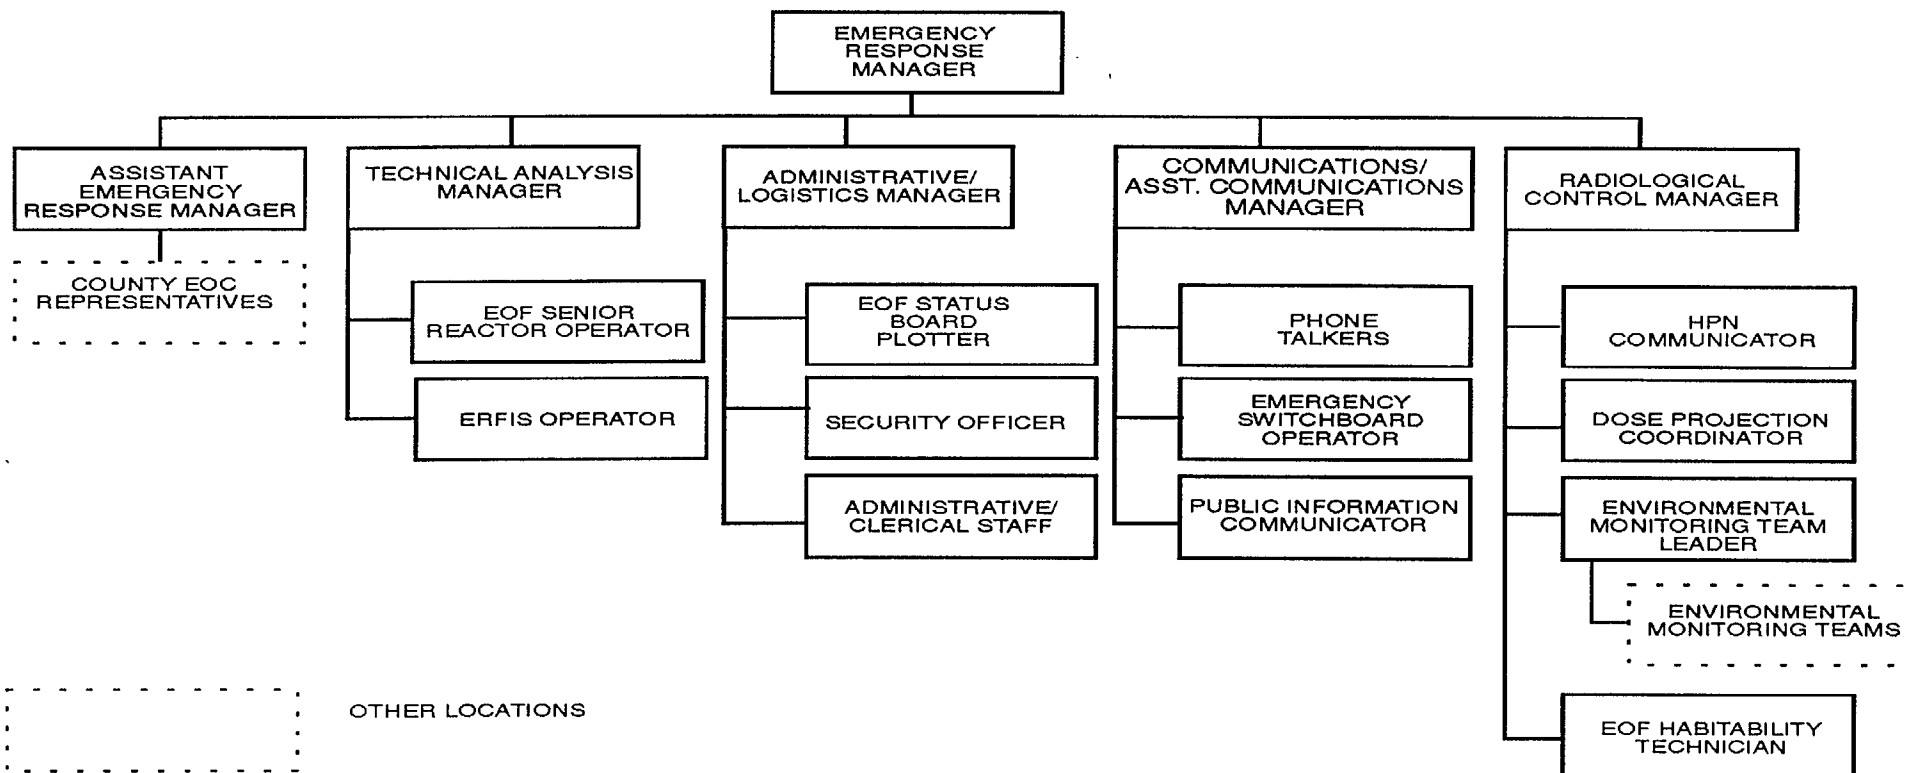 EMERGENCY
RESPONSE
MANAGER
ASSISTANT
EMERGENCY
RESPONSE MANAGER
TECHNICAL ANALYSIS
MANAGER
ADMINISTRATIVE/
LOGISTICS MANAGER
COMMUNICATIONS/
ASST. COMMUNICATIONS
MANAGER
RADIOLOGICAL
CONTROL MANAGER
COUNTY EOC
REPRESENTATIVES
EOF SENIOR
REACTOR OPERATOR
ERFIS OPERATOR
EOF STATUS
BOARD
PLOTTER
SECURITY OFFICER
ADMINISTRATIVE/
CLERICAL STAFF
PHONE
TALKERS
EMERGENCY
SWITCHBOARD
OPERATOR
PUBLIC INFORMATION
COMMUNICATOR
HPN
COMMUNICATOR
DOSE PROJECTION
COORDINATOR
ENVIRONMENTAL
MONITORING TEAM
LEADER
ENVIRONMENTAL
MONITORING TEAMS
EOF HABITABILITY
TECHNICIAN
OTHER LOCATIONS